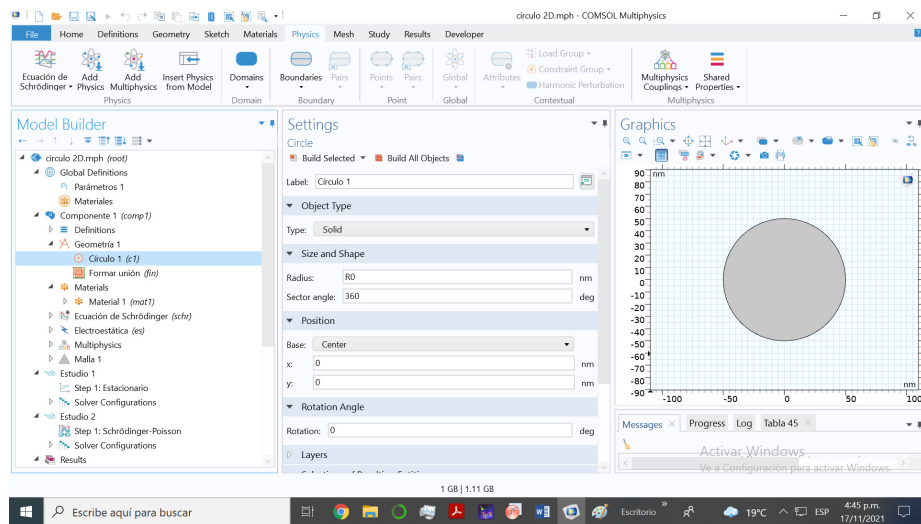 circulo 2D.mph - COMSOL Multiphysics
File Home Definitions Geometry Sketch Materials Physics Mesh Study Results Developer
Ecuación de Schrödinger Add Physics Add Multiphysics Insert Physics from Model Domains Boundaries Pairs Points Pairs Global Attributes Load Group Constraint Group Harmonic Perturbation Multiphysics Couplings Shared Properties
Physics Domain Boundary Point Global Contextual Multiphysics
Model Builder
circulo 2D.mph (root)
Global Definitions
Pi Parámetros 1
Materiales
Componente 1 (comp1)
Definitions
Geometría 1
Círculo 1 (c1)
Formar unión (fin)
Materials
Material 1 (mat1)
Ecuación de Schrödinger (schr)
Electroestática (es)
Multiphysics
Malla 1
Estudio 1
Step 1: Estacionario
Solver Configurations
Estudio 2
Step 1: Schrödinger-Poisson
Solver Configurations
Results
Settings
Circle
Build Selected Build All Objects
Label: Círculo 1
Object Type
Type: Solid
Size and Shape
Radius: R0 nm
Sector angle: 360 deg
Position
Base: Center
x: 0 nm
y: 0 nm
Rotation Angle
Rotation: 0 deg
Layers
Graphics
90 nm
80
70
60
50
40
30
20
10
0
-10
-20
-30
-40
-50
-60
-70
-80 nm
-90
-100 -50 0 50 100
Messages Progress Log Tabla 45
Activar Windows
Ve a Configuración para activar Windows.
1 GB | 1.11 GB
Escribe aquí para buscar Escritorio 19°C ESP 4:45 p.m.
17/11/2021